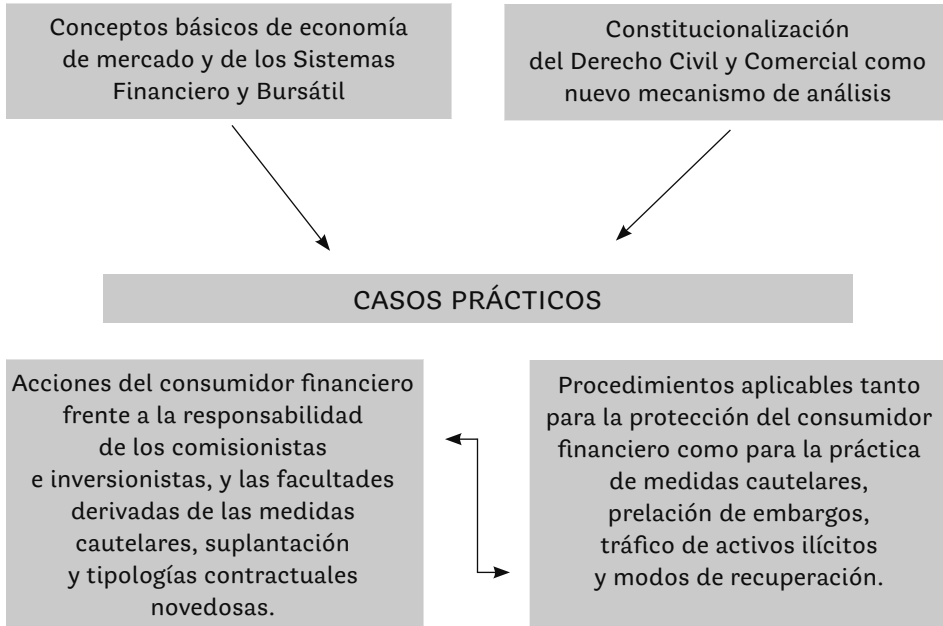 Conceptos básicos de economía
de mercado y de los Sistemas
Financiero y Bursátil
Constitucionalización
del Derecho Civil y Comercial como
nuevo mecanismo de análisis
CASOS PRÁCTICOS
Acciones del consumidor financiero
frente a la responsabilidad
de los comisionistas
e inversionistas, y las facultades
derivadas de las medidas
cautelares, suplantación
y tipologías contractuales
novedosas.
Procedimientos aplicables tanto
para la protección del consumidor
financiero como para la práctica
de medidas cautelares,
prelación de embargos,
tráfico de activos ilícitos
y modos de recuperación.